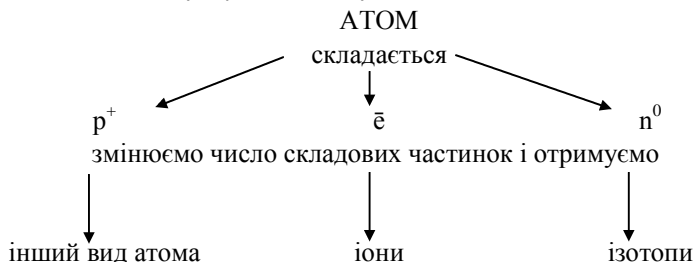 АТОМ
складається
p⁺ ē n⁰
змінюємо число складових частинок і отримуємо
інший вид атома іони ізотопи